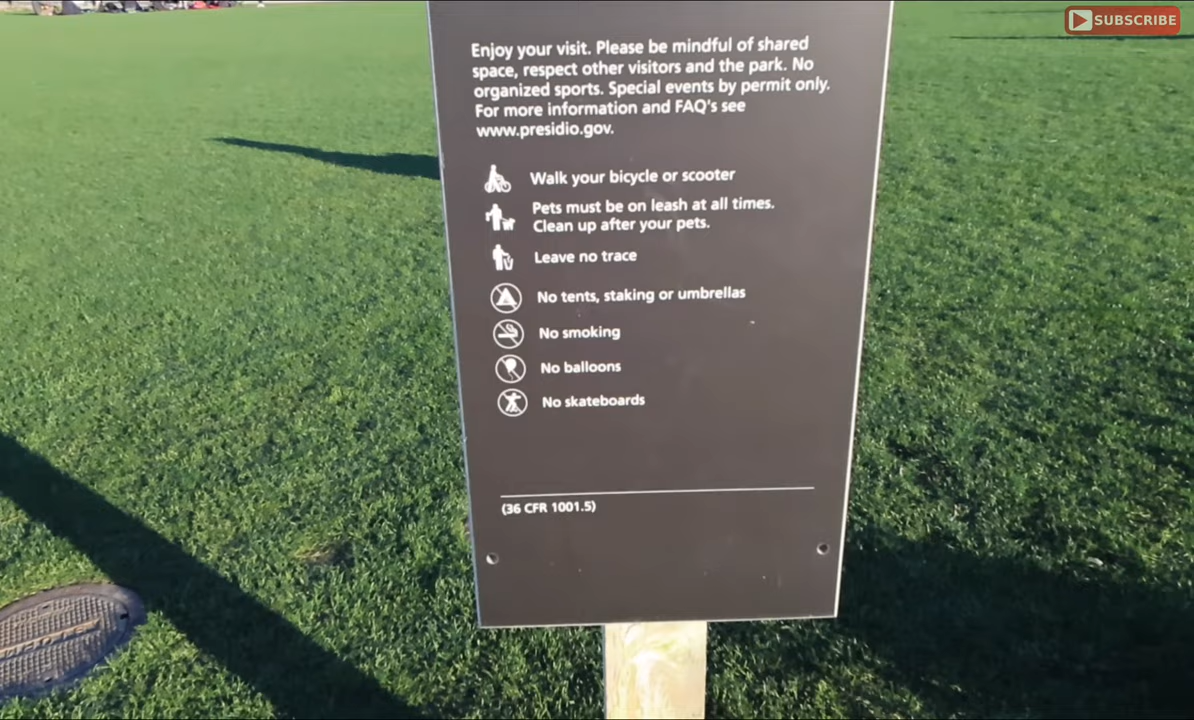 SUBSCRIBE
Enjoy your visit. Please be mindful of shared
space, respect other visitors and the park. No
organized sports. Special events by permit only.
For more information and FAQ's see
www.presidio.gov.
Walk your bicycle or scooter
Pets must be on leash at all times.
Clean up after your pets.
Leave no trace
No tents, staking or umbrellas
No smoking
No balloons
No skateboards
(36 CFR 1001.5)